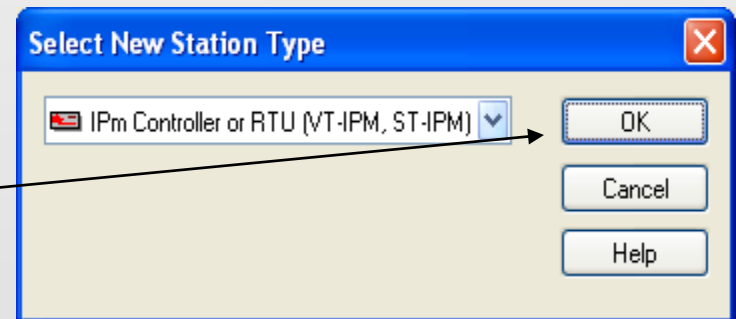 Select New Station Type
IPm Controller or RTU (VT-IPM, ST-IPM)
OK
Cancel
Help